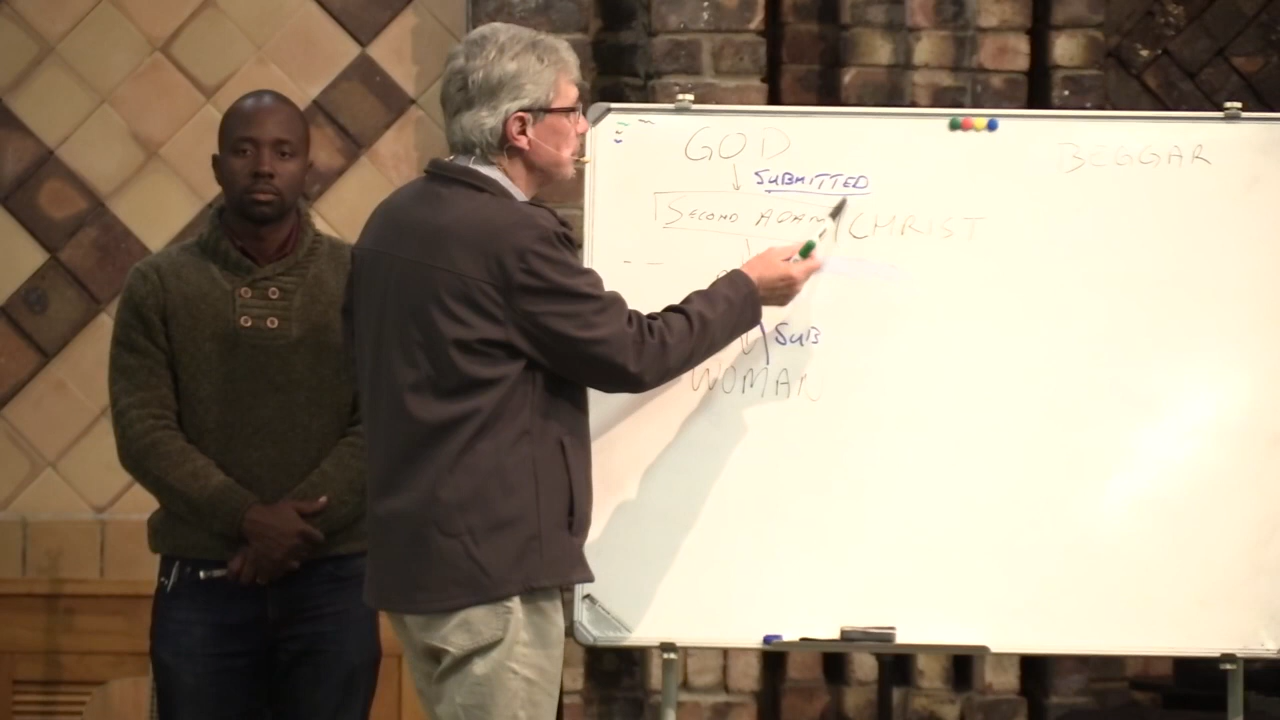 GOD
BEGGAR
SUBMITTED
SECOND ADAM / CHRIST
SUB
WOMAN